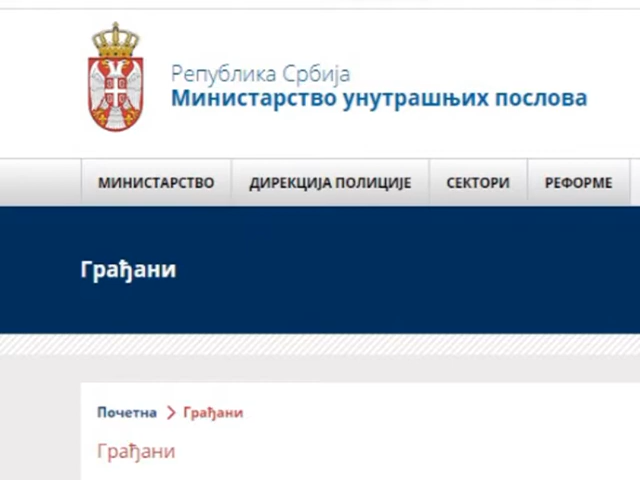 Република Србија
Министарство унутрашњих послова
МИНИСТАРСТВО ДИРЕКЦИЈА ПОЛИЦИЈЕ СЕКТОРИ РЕФОРМЕ
Грађани
Почетна > Грађани
Грађани